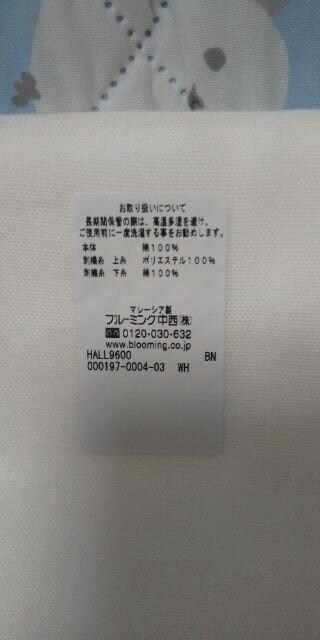 お取り扱いについて
長期間保管の際は、高温多湿を避け、
ご使用前に一度洗濯する事をお勧めします。
本体 綿100%
刺繍糸 上糸 ポリエステル100%
刺繍糸 下糸 綿100%
マレーシア製
ブルーミング中西(株)
0120-030-632
www.blooming.co.jp
HALL9600 BN
000197-0004-03 WH